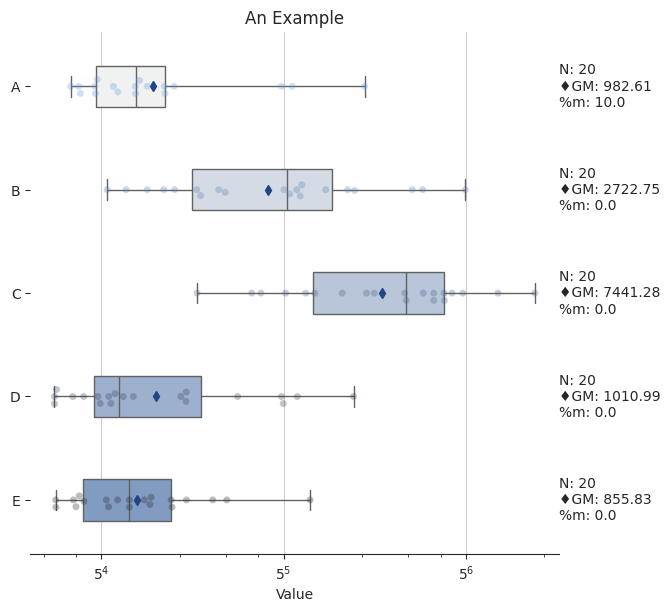 An Example
A
N: 20
♦GM: 982.61
%m: 10.0
B
N: 20
♦GM: 2722.75
%m: 0.0
C
N: 20
♦GM: 7441.28
%m: 0.0
D
N: 20
♦GM: 1010.99
%m: 0.0
E
N: 20
♦GM: 855.83
%m: 0.0
5⁴ 5⁵ 5⁶
Value